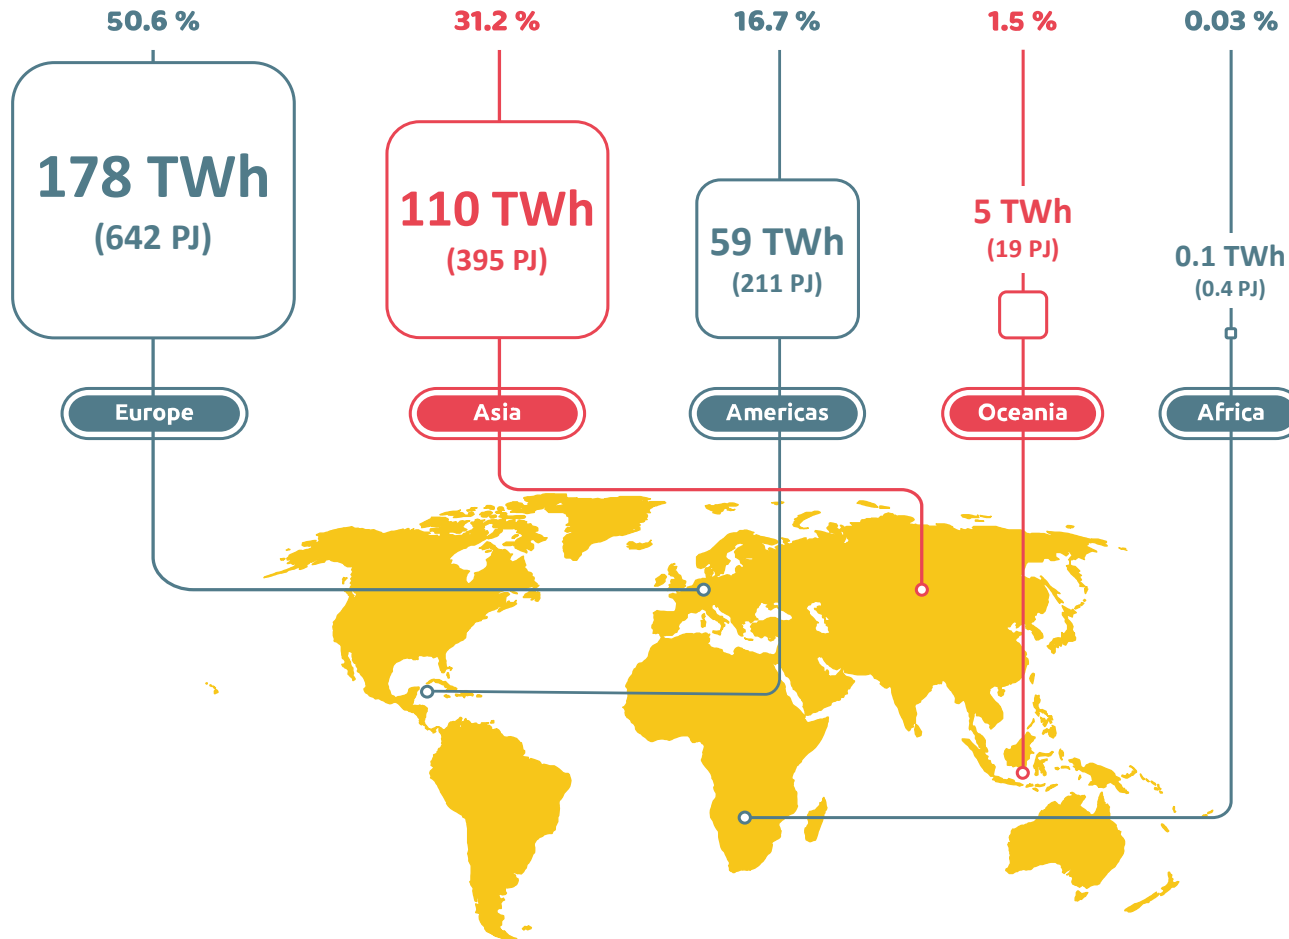 50.6 %
31.2 %
16.7 %
1.5 %
0.03 %
178 TWh
(642 PJ)
110 TWh
(395 PJ)
59 TWh
(211 PJ)
5 TWh
(19 PJ)
0.1 TWh
(0.4 PJ)
Europe
Asia
Americas
Oceania
Africa